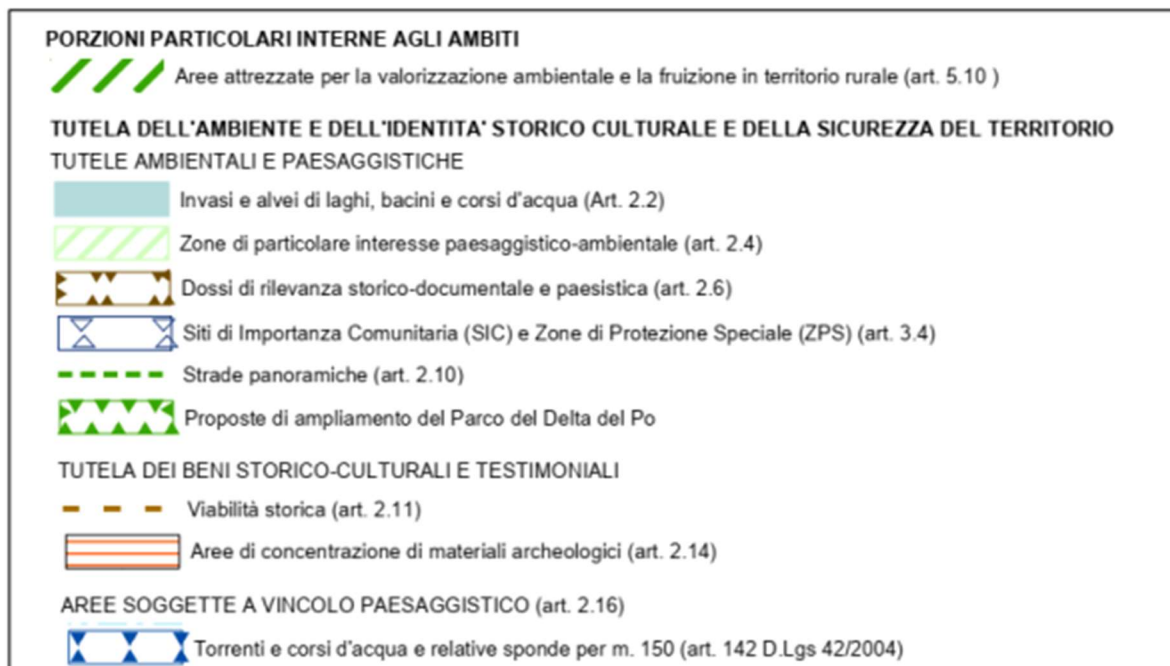 PORZIONI PARTICOLARI INTERNE AGLI AMBITI
Aree attrezzate per la valorizzazione ambientale e la fruizione in territorio rurale (art. 5.10 )
TUTELA DELL'AMBIENTE E DELL'IDENTITA' STORICO CULTURALE E DELLA SICUREZZA DEL TERRITORIO
TUTELE AMBIENTALI E PAESAGGISTICHE
Invasi e alvei di laghi, bacini e corsi d'acqua (Art. 2.2)
Zone di particolare interesse paesaggistico-ambientale (art. 2.4)
Dossi di rilevanza storico-documentale e paesistica (art. 2.6)
Siti di Importanza Comunitaria (SIC) e Zone di Protezione Speciale (ZPS) (art. 3.4)
Strade panoramiche (art. 2.10)
Proposte di ampliamento del Parco del Delta del Po
TUTELA DEI BENI STORICO-CULTURALI E TESTIMONIALI
Viabilità storica (art. 2.11)
Aree di concentrazione di materiali archeologici (art. 2.14)
AREE SOGGETTE A VINCOLO PAESAGGISTICO (art. 2.16)
Torrenti e corsi d'acqua e relative sponde per m. 150 (art. 142 D.Lgs 42/2004)